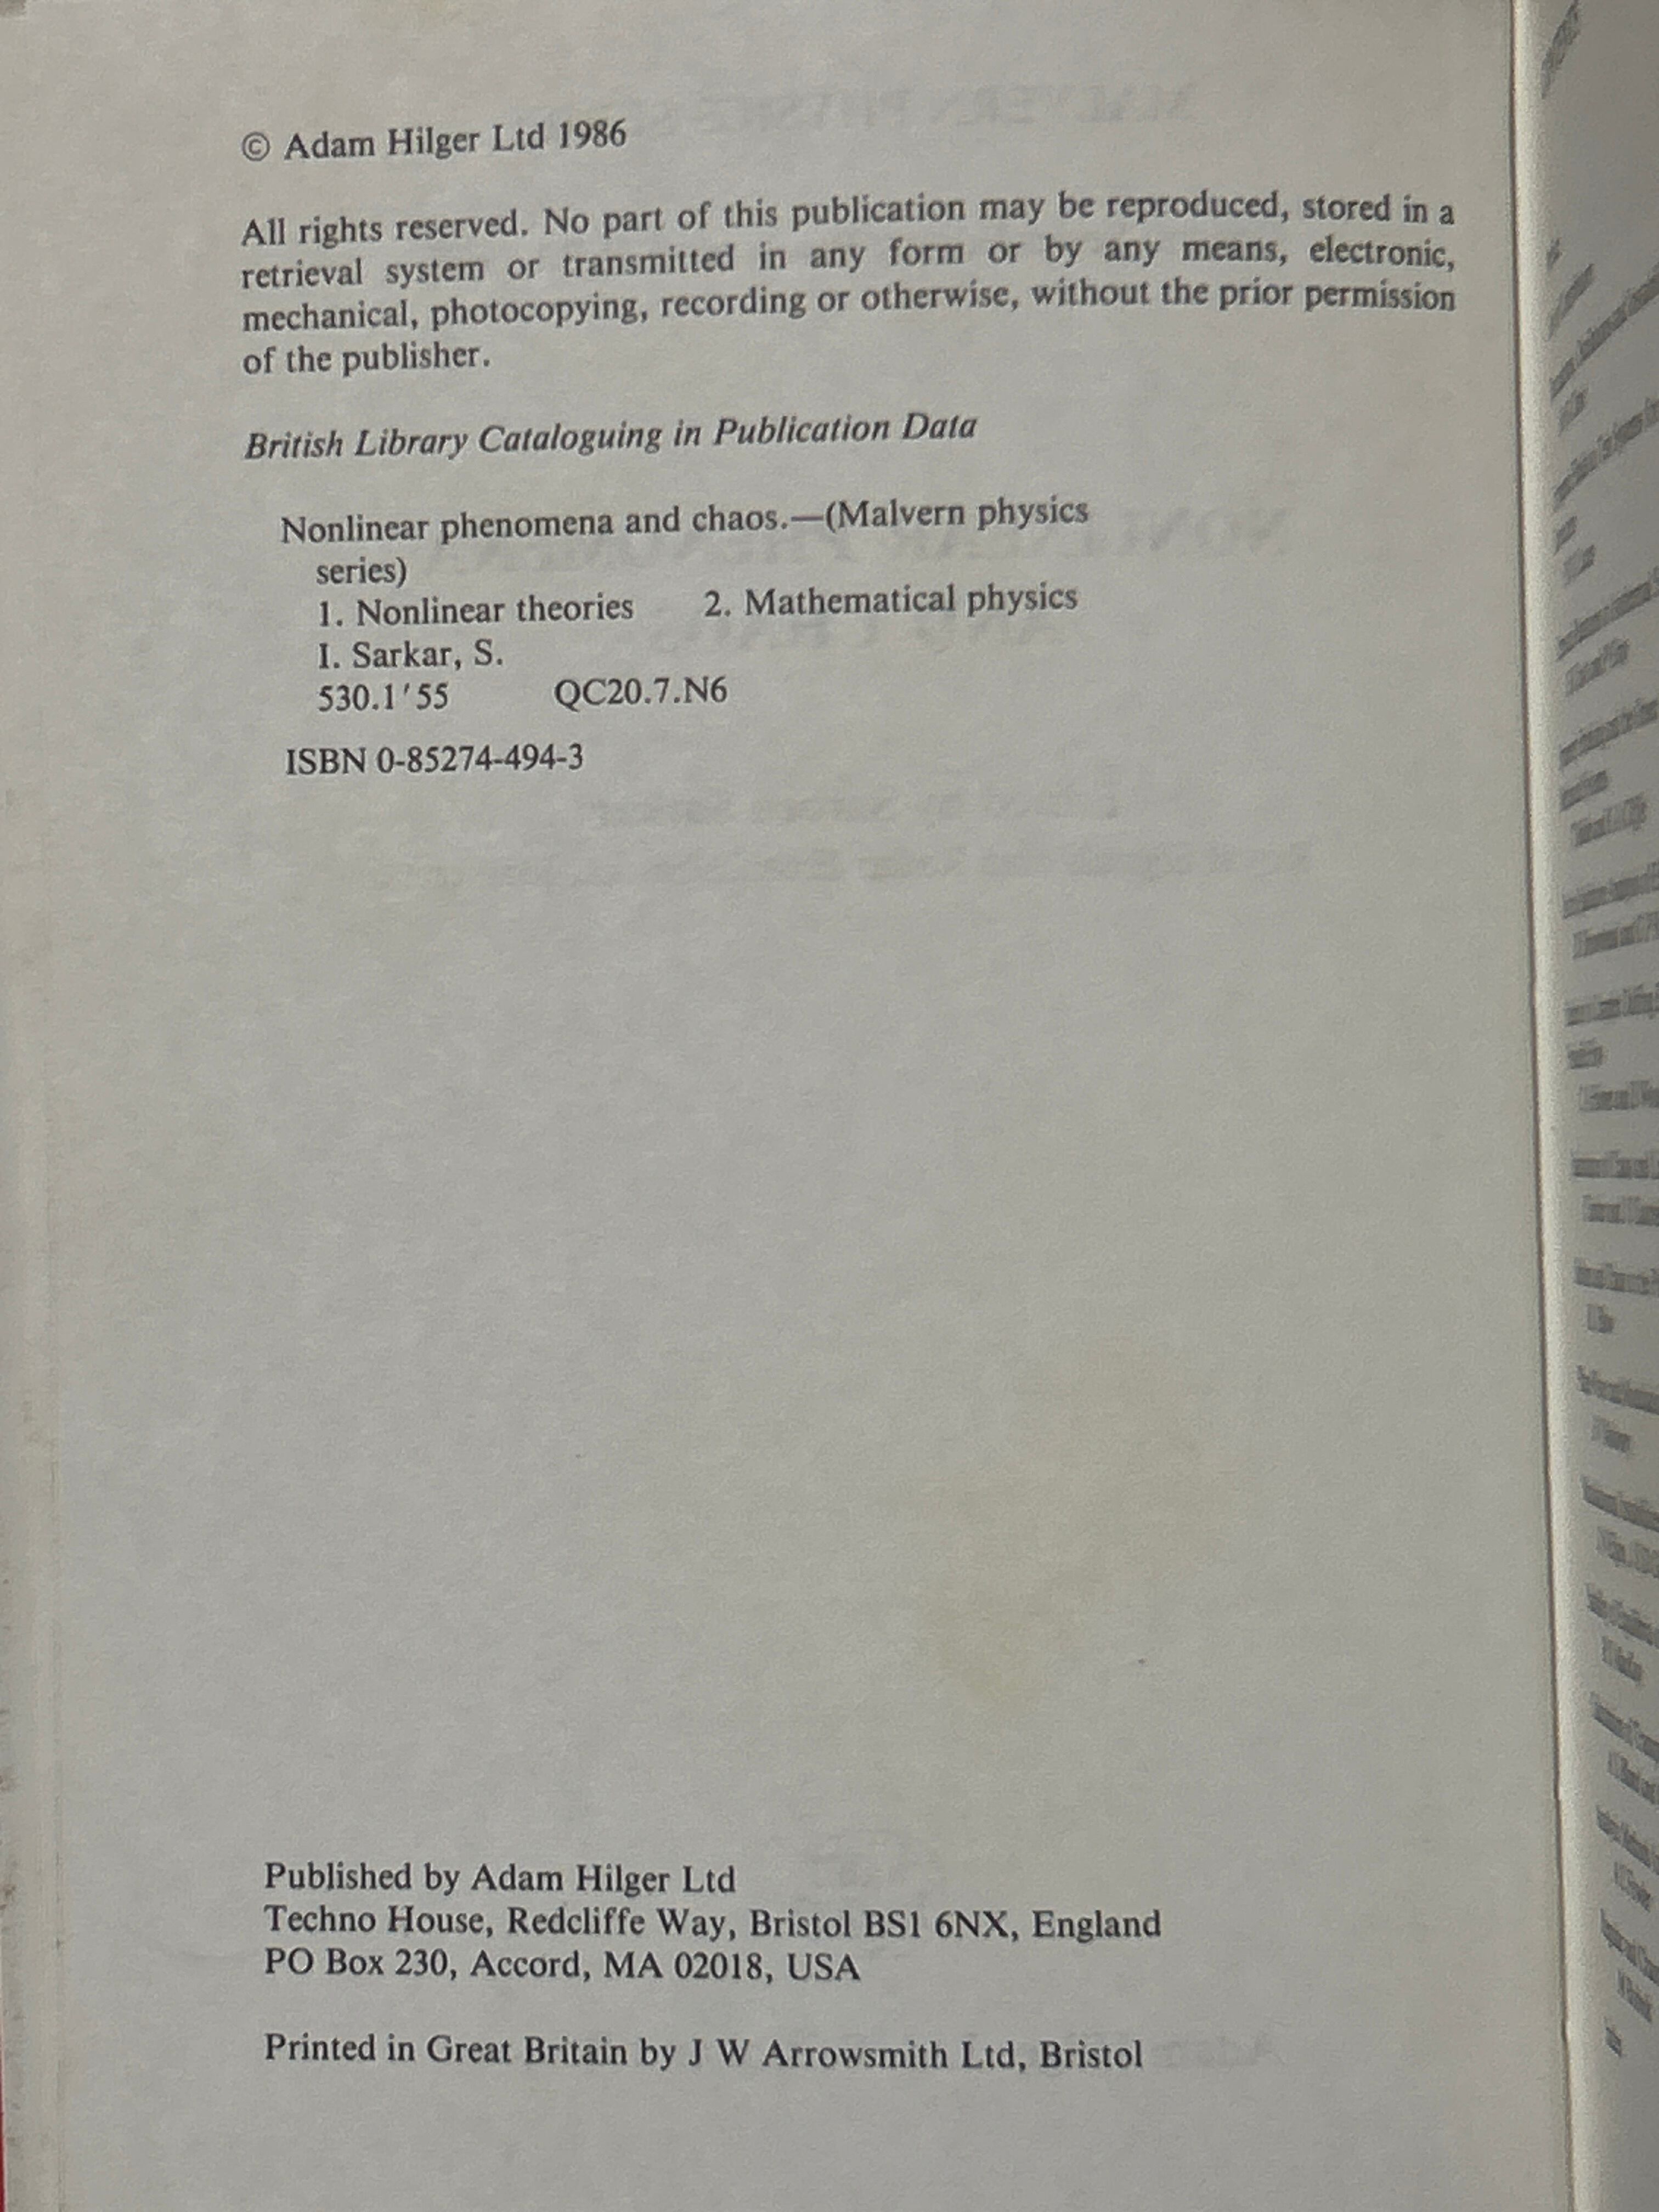 © Adam Hilger Ltd 1986
All rights reserved. No part of this publication may be reproduced, stored in a
retrieval system or transmitted in any form or by any means, electronic,
mechanical, photocopying, recording or otherwise, without the prior permission
of the publisher.
British Library Cataloguing in Publication Data
Nonlinear phenomena and chaos.—(Malvern physics
series)
1. Nonlinear theories 2. Mathematical physics
I. Sarkar, S.
530.1'55 QC20.7.N6
ISBN 0-85274-494-3
Published by Adam Hilger Ltd
Techno House, Redcliffe Way, Bristol BS1 6NX, England
PO Box 230, Accord, MA 02018, USA
Printed in Great Britain by J W Arrowsmith Ltd, Bristol